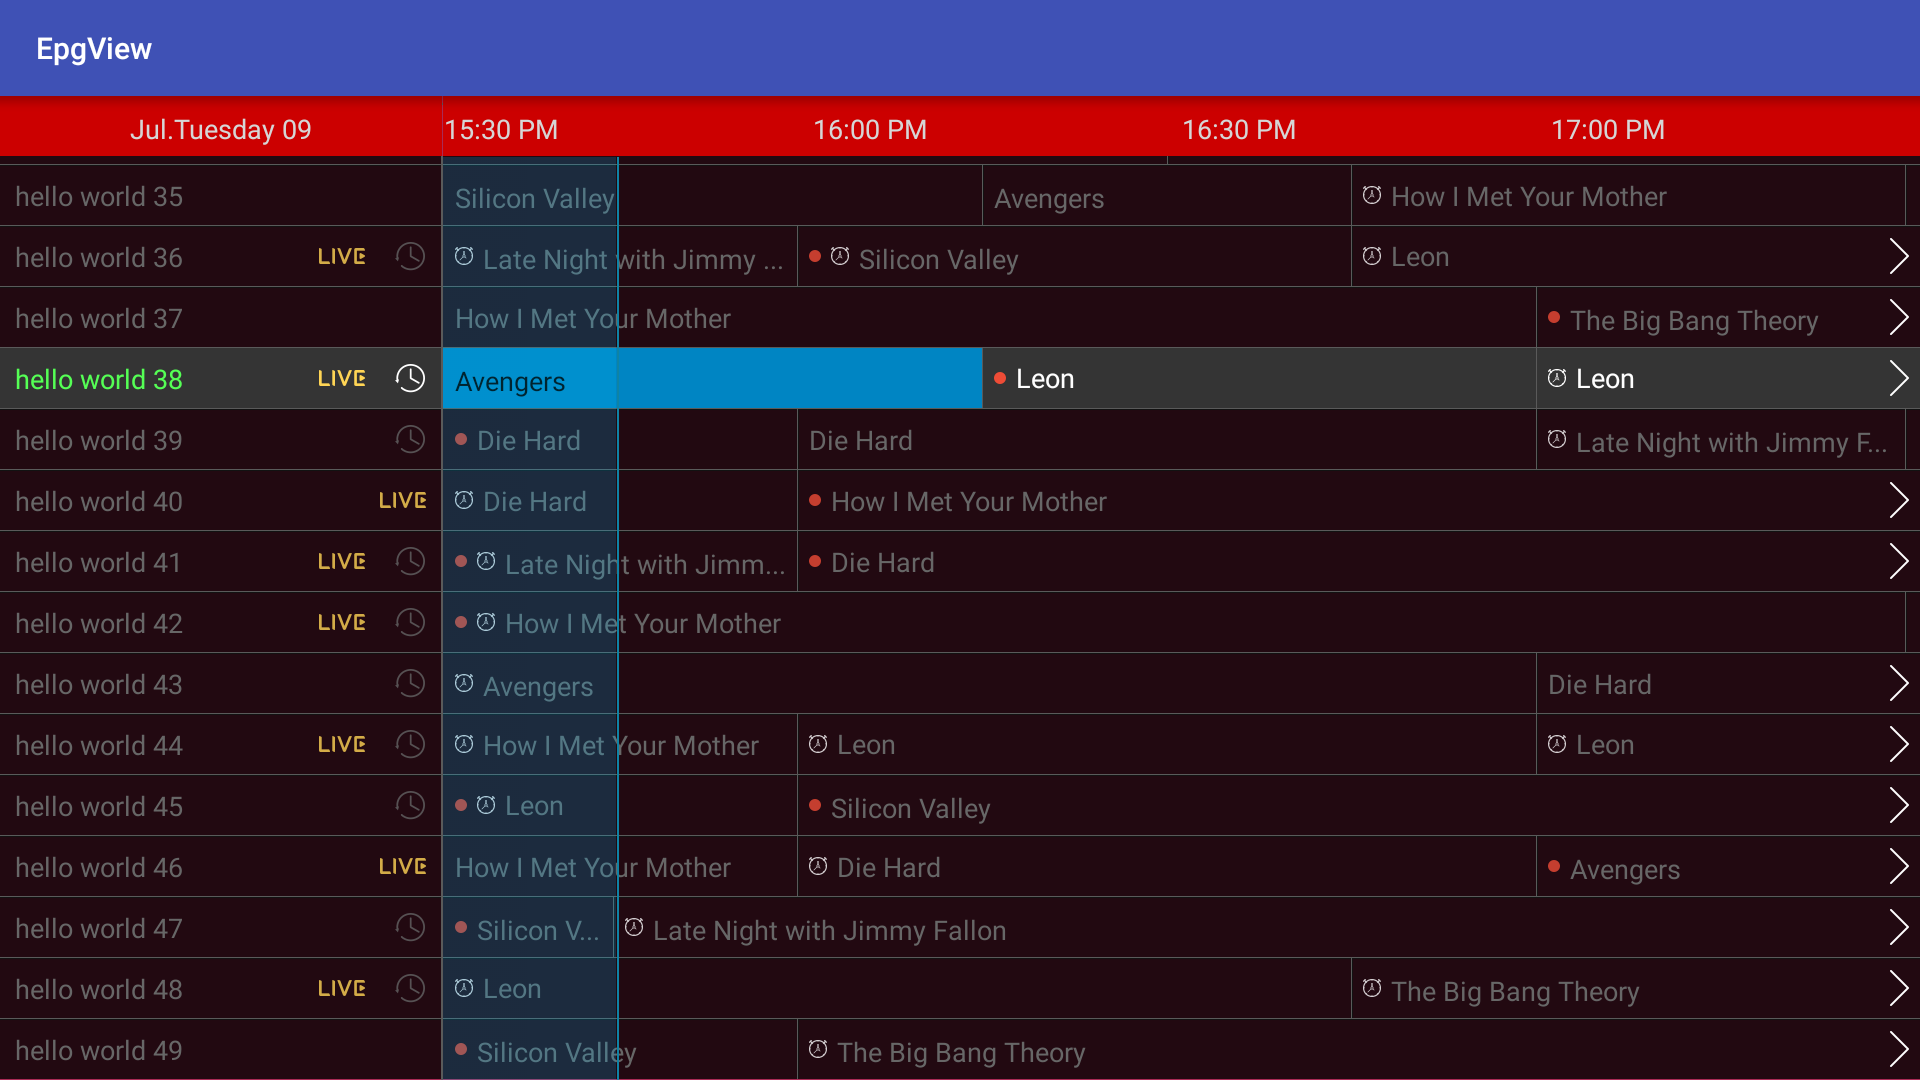 EpgView
Jul.Tuesday 09 15:30 PM 16:00 PM 16:30 PM 17:00 PM
hello world 35 Silicon Valley Avengers How I Met Your Mother
hello world 36 LIVE Late Night with Jimmy ... Silicon Valley Leon
hello world 37 How I Met Your Mother The Big Bang Theory
hello world 38 LIVE Avengers Leon Leon
hello world 39 Die Hard Die Hard Late Night with Jimmy F...
hello world 40 LIVE Die Hard How I Met Your Mother
hello world 41 LIVE Late Night with Jimm... Die Hard
hello world 42 LIVE How I Met Your Mother
hello world 43 Avengers Die Hard
hello world 44 LIVE How I Met Your Mother Leon Leon
hello world 45 Leon Silicon Valley
hello world 46 LIVE How I Met Your Mother Die Hard Avengers
hello world 47 Silicon V... Late Night with Jimmy Fallon
hello world 48 LIVE Leon The Big Bang Theory
hello world 49 Silicon Valley The Big Bang Theory